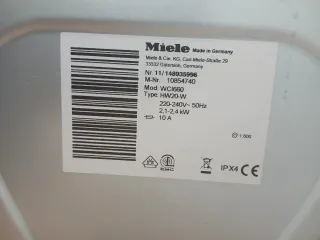 Miele Made in Germany
Miele & Cie. KG, Carl-Miele-Straße 29
33332 Gütersloh, Germany
Nr. 11/148935996
M-Nr. 10854740
Mod. WCI660
Type: HW20-W
220-240V~ 50Hz
2,1-2,4 kW
10 A
1600
IPX4 CE